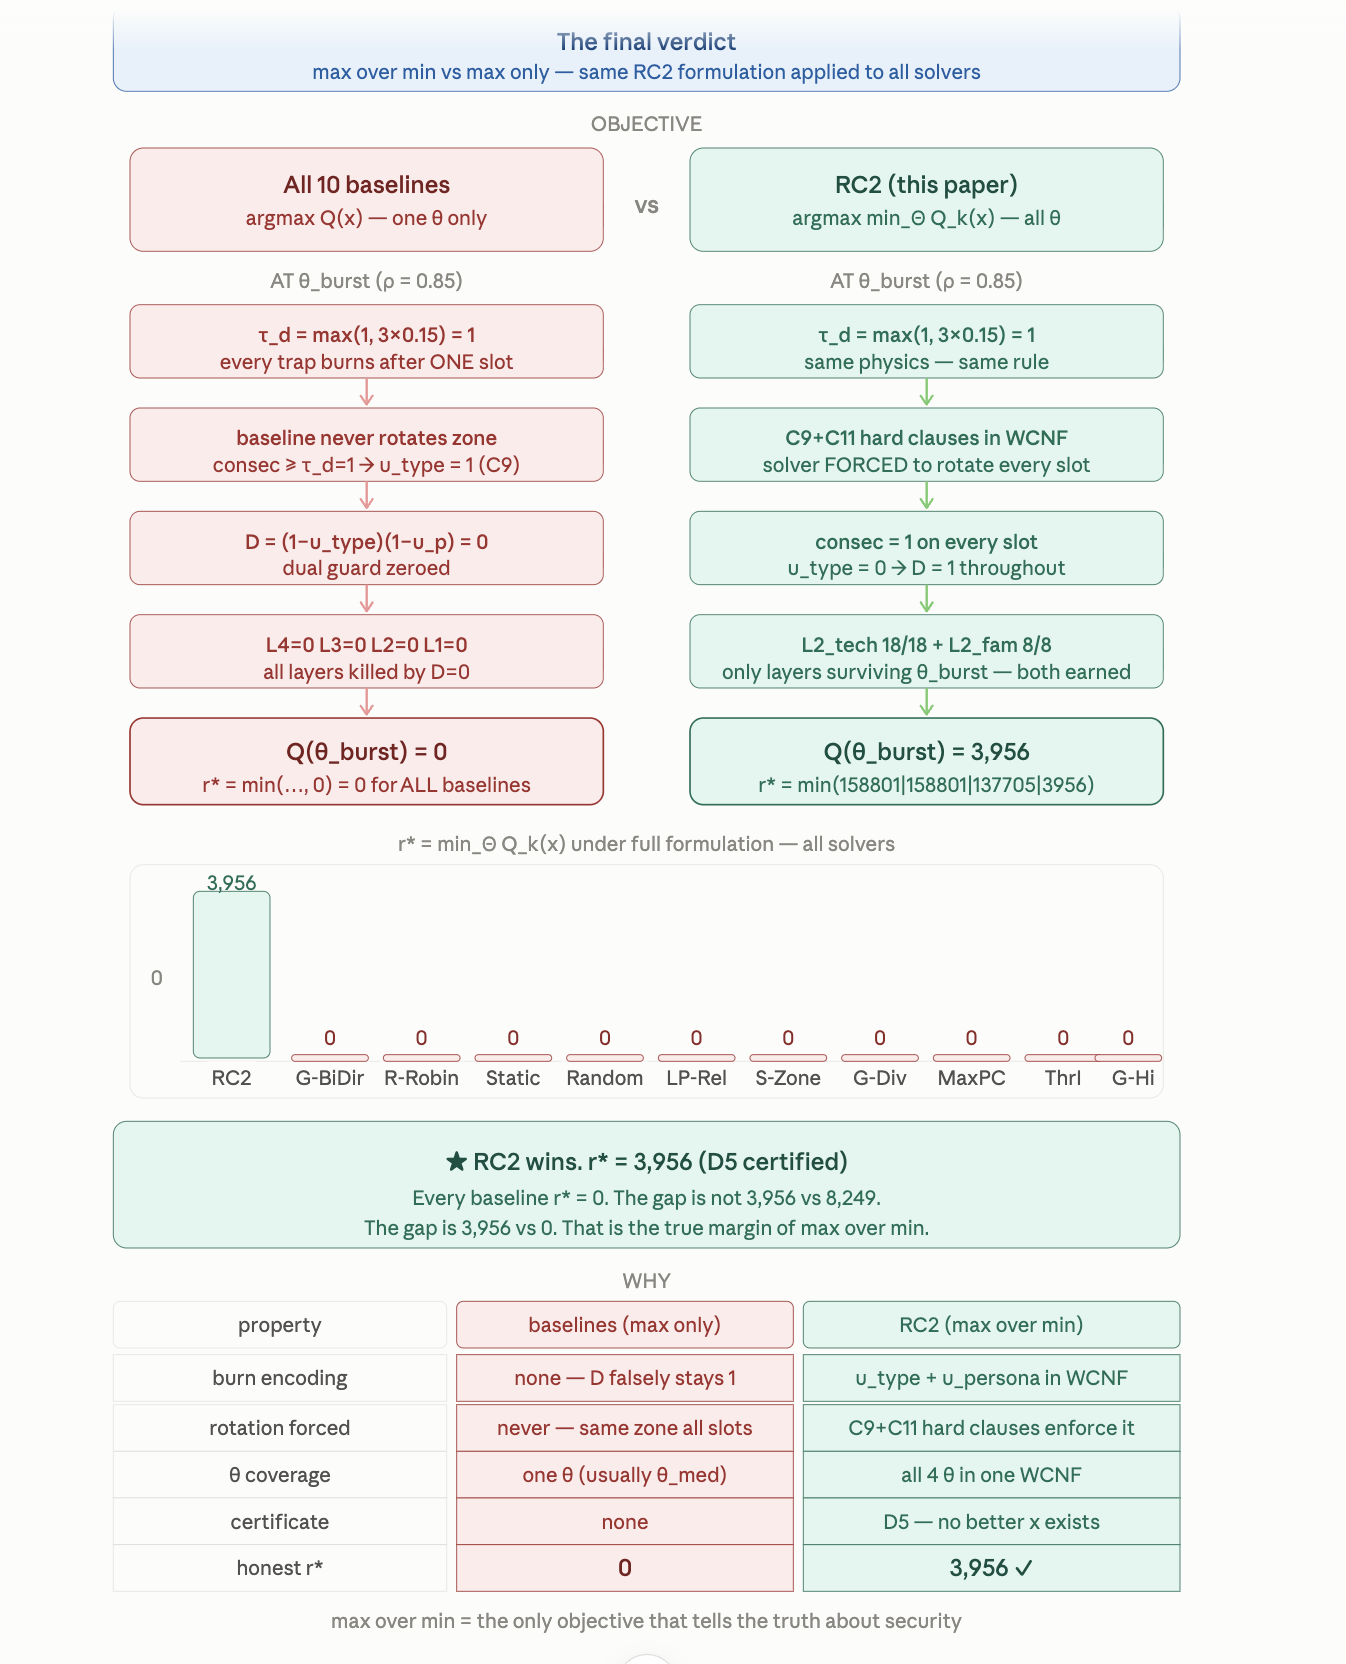 The final verdict
max over min vs max only — same RC2 formulation applied to all solvers
OBJECTIVE
All 10 baselines
argmax Q(x) — one θ only
vs
RC2 (this paper)
argmax min_Θ Q_k(x) — all θ
AT θ_burst (ρ = 0.85)
AT θ_burst (ρ = 0.85)
τ_d = max(1, 3×0.15) = 1
every trap burns after ONE slot
τ_d = max(1, 3×0.15) = 1
same physics — same rule
baseline never rotates zone
consec ≥ τ_d=1 → u_type = 1 (C9)
C9+C11 hard clauses in WCNF
solver FORCED to rotate every slot
D = (1−u_type)(1−u_p) = 0
dual guard zeroed
consec = 1 on every slot
u_type = 0 → D = 1 throughout
L4=0 L3=0 L2=0 L1=0
all layers killed by D=0
L2_tech 18/18 + L2_fam 8/8
only layers surviving θ_burst — both earned
Q(θ_burst) = 0
r* = min(…, 0) = 0 for ALL baselines
Q(θ_burst) = 3,956
r* = min(158801|158801|137705|3956)
r* = min_Θ Q_k(x) under full formulation — all solvers
3,956
0
0 0 0 0 0 0 0 0 0 0
RC2 G-BiDir R-Robin Static Random LP-Rel S-Zone G-Div MaxPC Thrl G-Hi
★ RC2 wins. r* = 3,956 (D5 certified)
Every baseline r* = 0. The gap is not 3,956 vs 8,249.
The gap is 3,956 vs 0. That is the true margin of max over min.
WHY
property baselines (max only) RC2 (max over min)
burn encoding none — D falsely stays 1 u_type + u_persona in WCNF
rotation forced never — same zone all slots C9+C11 hard clauses enforce it
θ coverage one θ (usually θ_med) all 4 θ in one WCNF
certificate none D5 — no better x exists
honest r* 0 3,956 ✓
max over min = the only objective that tells the truth about security